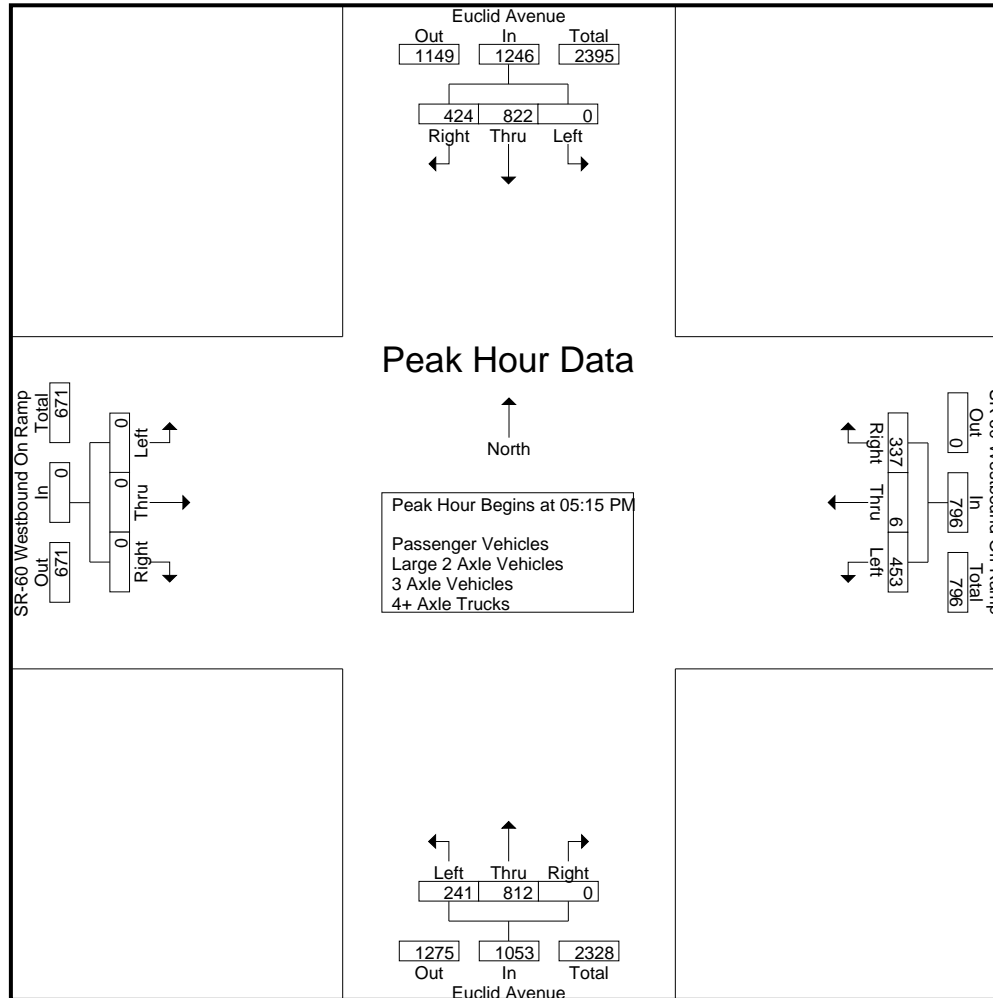 Euclid Avenue
Out In Total
1149 1246 2395
424 822 0
Right Thru Left
Peak Hour Data
North
Peak Hour Begins at 05:15 PM
Passenger Vehicles
Large 2 Axle Vehicles
3 Axle Vehicles
4+ Axle Trucks
SR-60 Westbound On Ramp
Out In Total
671 0 671
0 0 0
Right Thru Left
Out In Total
0 796 796
337 6 453
Right Thru Left
Left Thru Right
241 812 0
1275 1053 2328
Out In Total
Euclid Avenue